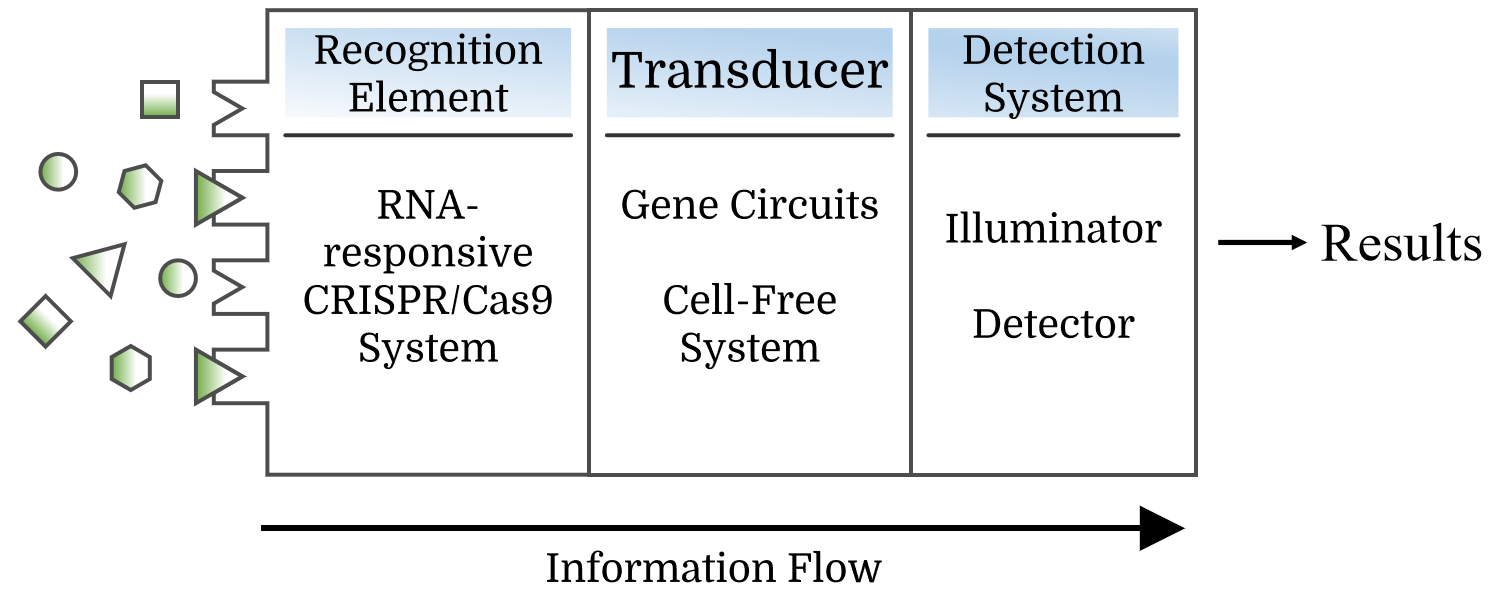 Recognition
Element
Transducer
Detection
System
RNA-
responsive
CRISPR/Cas9
System
Gene Circuits
Cell-Free
System
Illuminator
Detector
Results
Information Flow